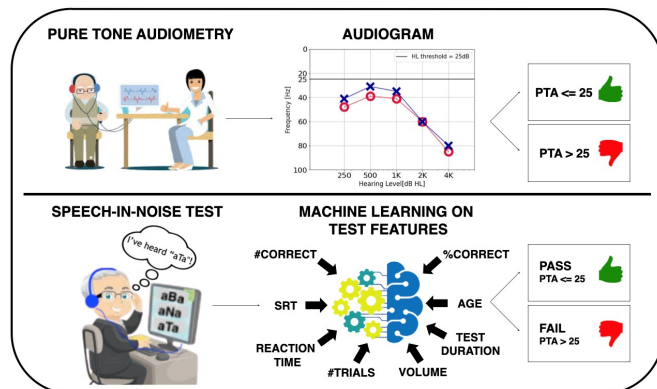 PURE TONE AUDIOMETRY
AUDIOGRAM
HL threshold = 25dB
Frequency [Hz]
0
20
25
40
60
80
100
250
500
1K
2K
4K
Hearing Level[dB HL]
PTA <= 25
PTA > 25
SPEECH-IN-NOISE TEST
I've heard "aTa"!
aBa
aNa
aTa
MACHINE LEARNING ON
TEST FEATURES
#CORRECT
%CORRECT
SRT
AGE
REACTION
TIME
TEST
DURATION
#TRIALS
VOLUME
PASS
PTA <= 25
FAIL
PTA > 25